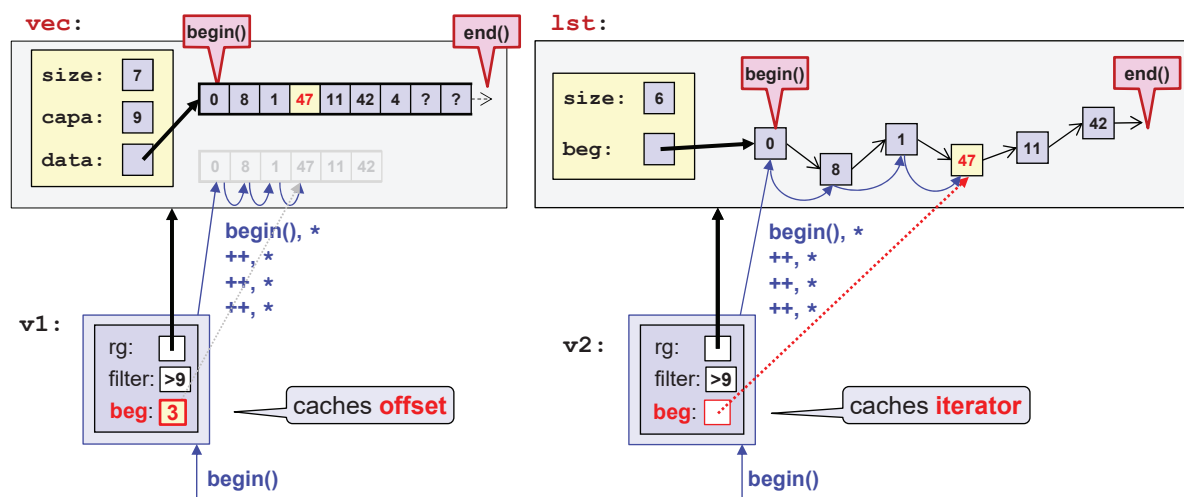 vec:
begin()
end()
size: 7
capa: 9
data:
0 8 1 47 11 42 4 ? ?
0 8 1 47 11 42
begin(), *
++, *
++, *
++, *
v1:
rg:
filter: >9
beg: 3
caches offset
begin()
lst:
begin()
end()
size: 6
beg:
0 8 1 47 11 42
begin(), *
++, *
++, *
++, *
v2:
rg:
filter: >9
beg:
caches iterator
begin()